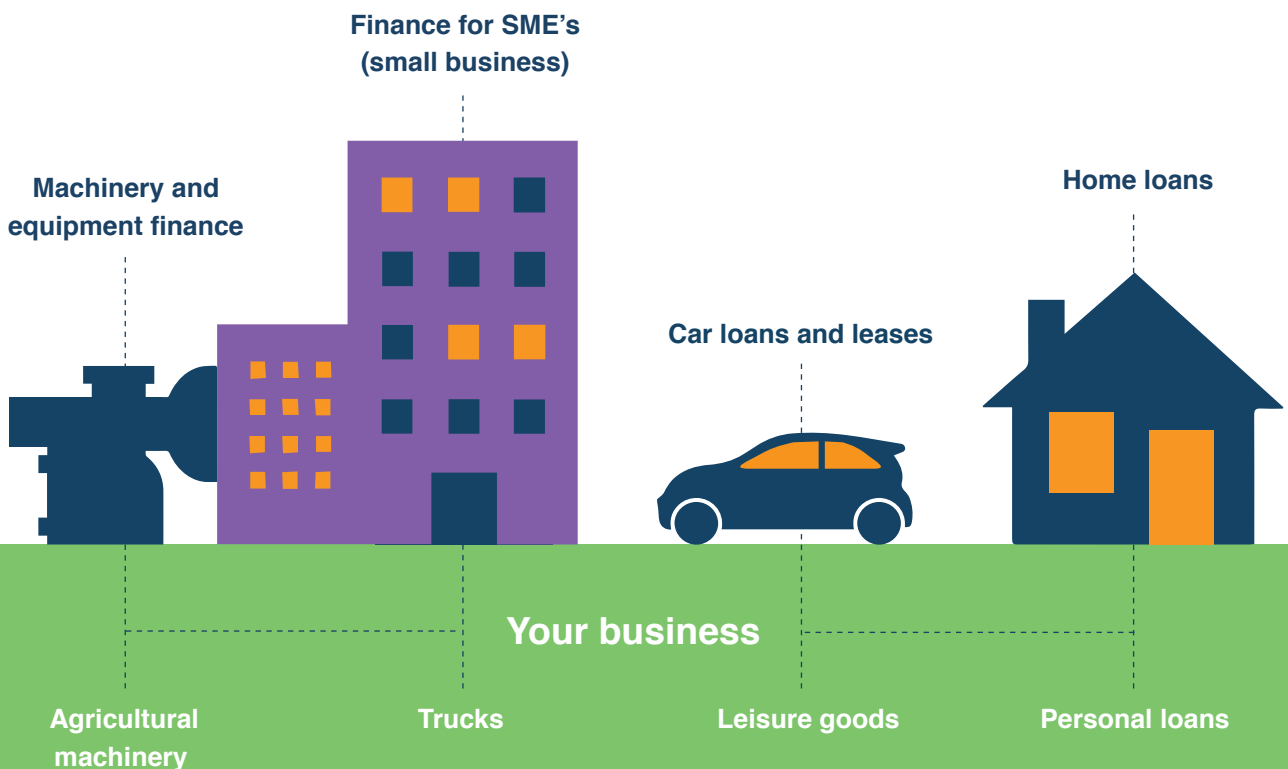 Finance for SME’s
(small business)
Machinery and
equipment finance
Home loans
Car loans and leases
Your business
Agricultural
machinery
Trucks
Leisure goods
Personal loans